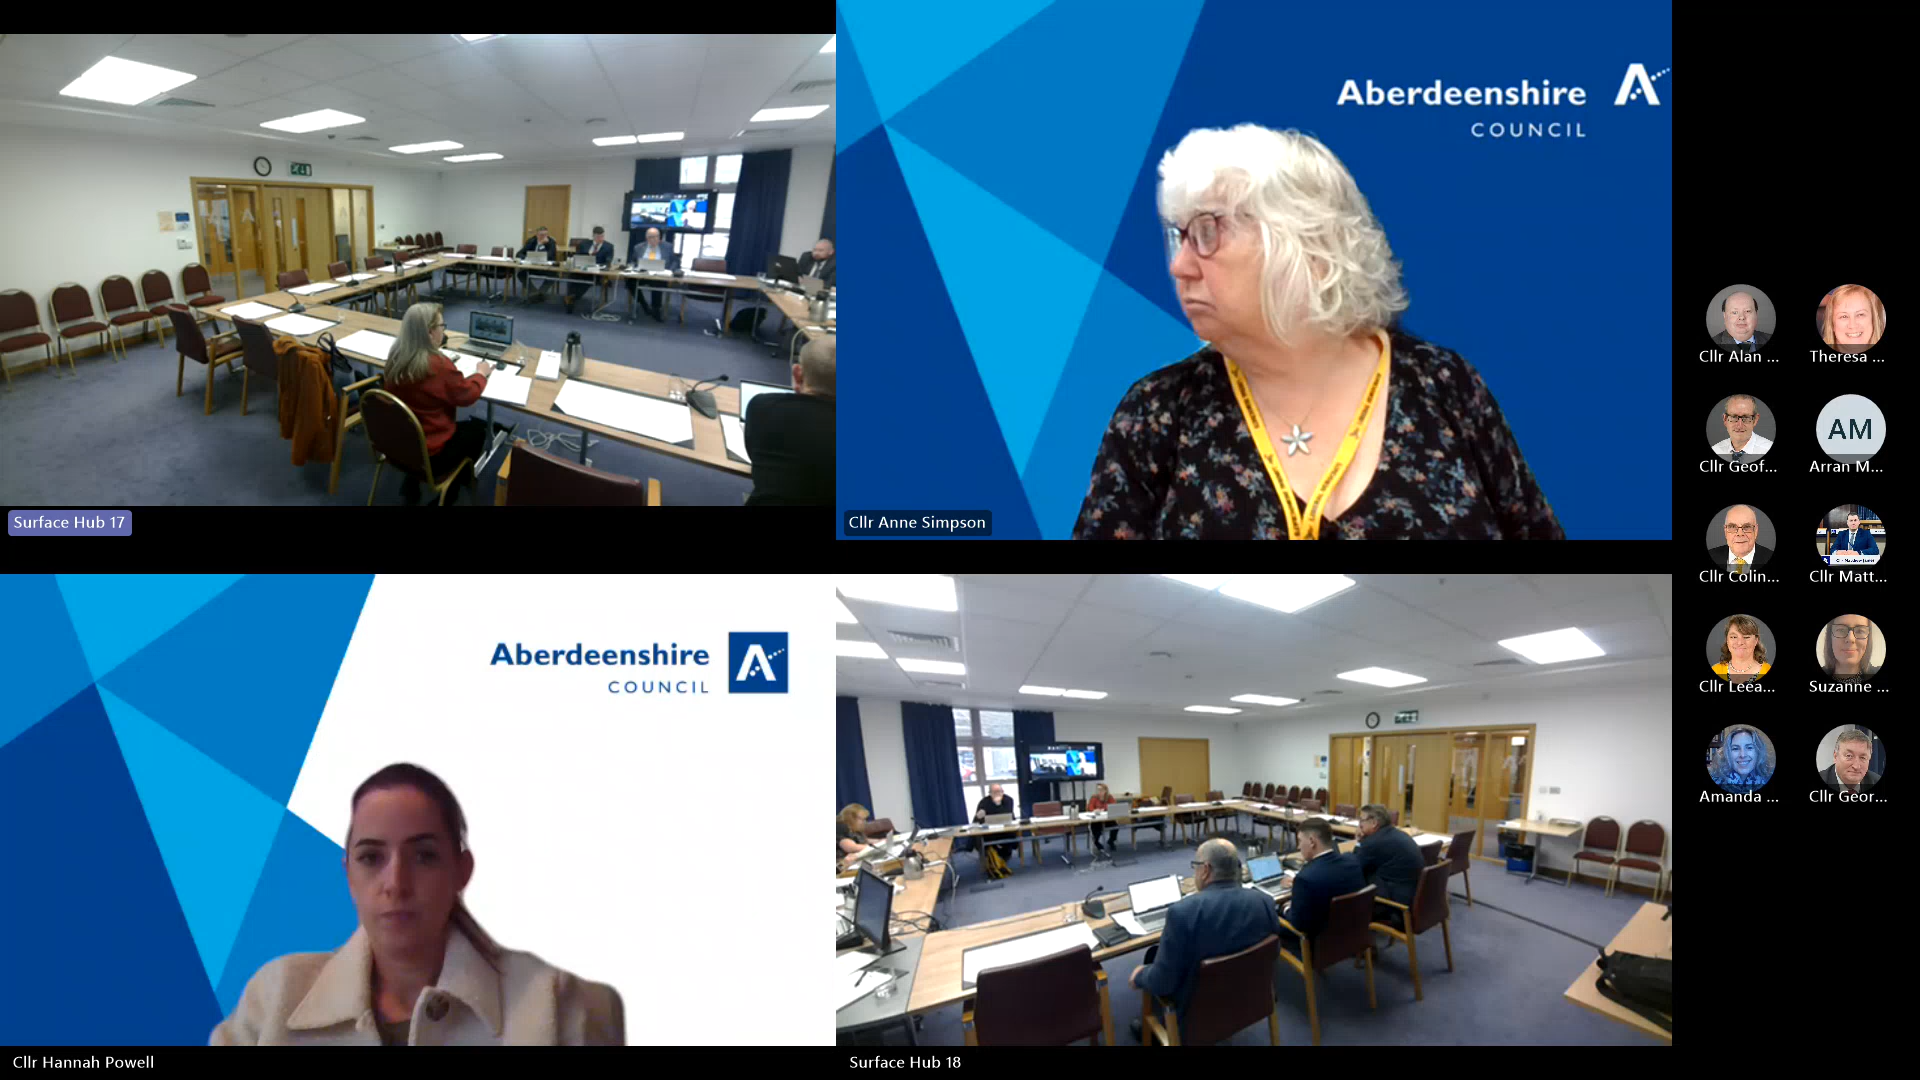 Aberdeenshire
COUNCIL
Surface Hub 17
Cllr Anne Simpson
Aberdeenshire
COUNCIL
Cllr Hannah Powell
Surface Hub 18
Cllr Alan ...
Theresa ...
Cllr Geof...
AM
Arran M...
Cllr Colin...
Cllr Matt...
Cllr Leea...
Suzanne ...
Amanda ...
Cllr Geor...